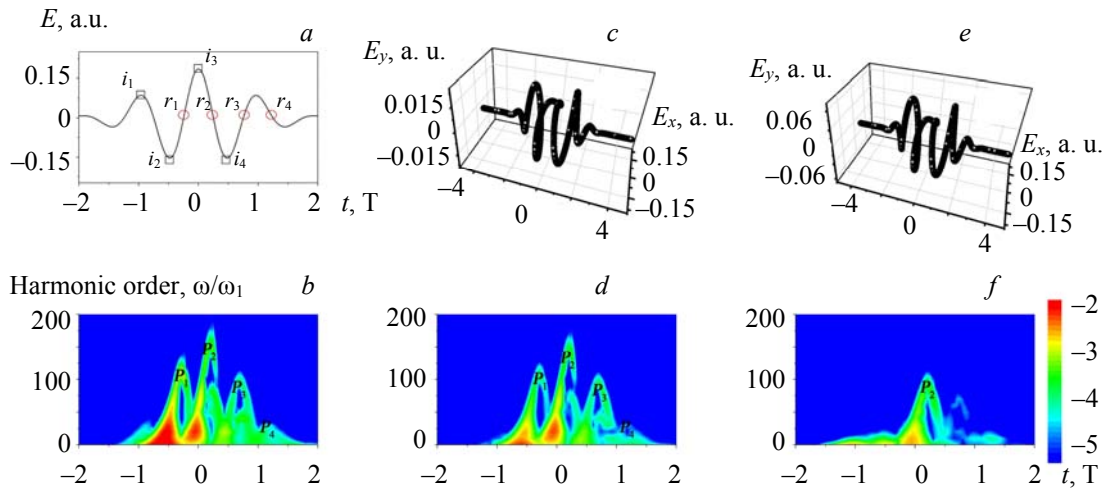 E, a.u.
a
0.15
0
−0.15
i1
i2
i3
i4
r1
r2
r3
r4
−2 −1 0 1 2
t, T
c
Ey, a. u.
0.015
0
−0.015
Ex, a. u.
0.15
0
−0.15
−4 0 4
e
Ey, a. u.
0.06
0
−0.06
Ex, a. u.
0.15
0
−0.15
−4 0 4
Harmonic order, ω/ω1
b
200
100
0
P1
P2
P3
P4
−2 −1 0 1 2
d
200
100
0
P1
P2
P3
P4
−2 −1 0 1 2
f
200
100
0
P2
−2 −1 0 1 2
t, T
−2
−3
−4
−5